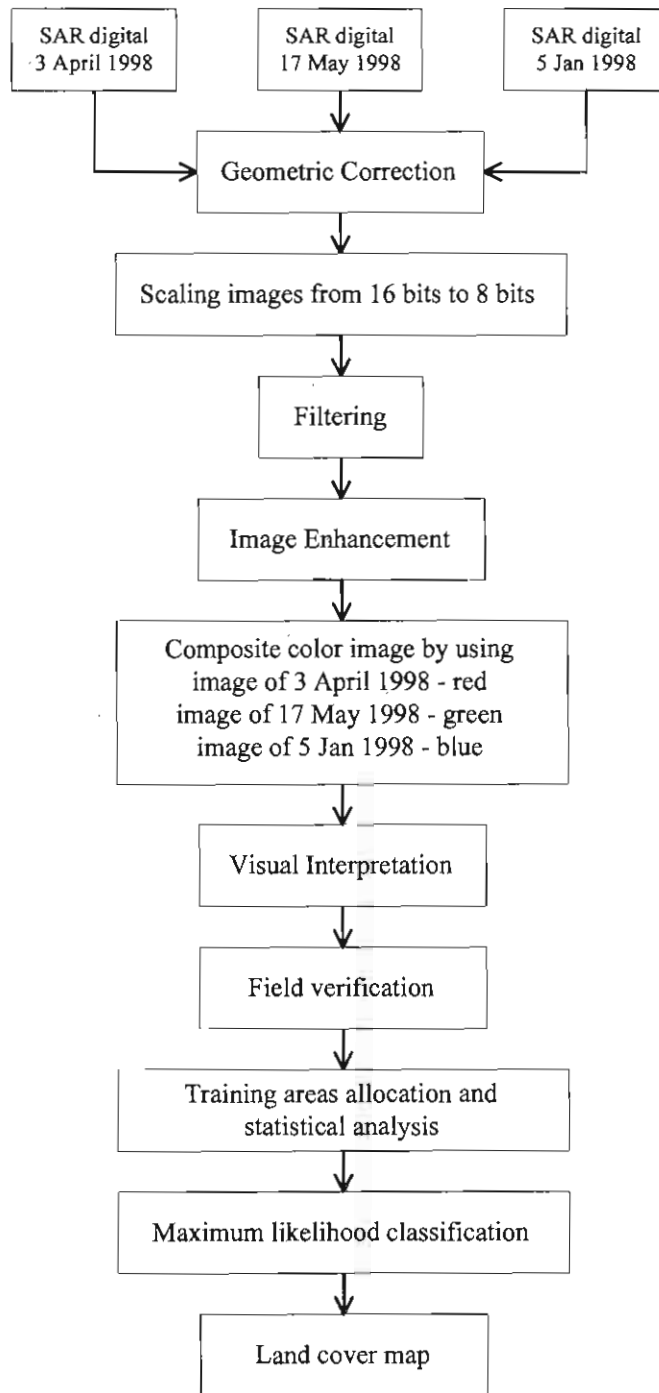 SAR digital
3 April 1998
SAR digital
17 May 1998
SAR digital
5 Jan 1998
Geometric Correction
Scaling images from 16 bits to 8 bits
Filtering
Image Enhancement
Composite color image by using
image of 3 April 1998 - red
image of 17 May 1998 - green
image of 5 Jan 1998 - blue
Visual Interpretation
Field verification
Training areas allocation and
statistical analysis
Maximum likelihood classification
Land cover map